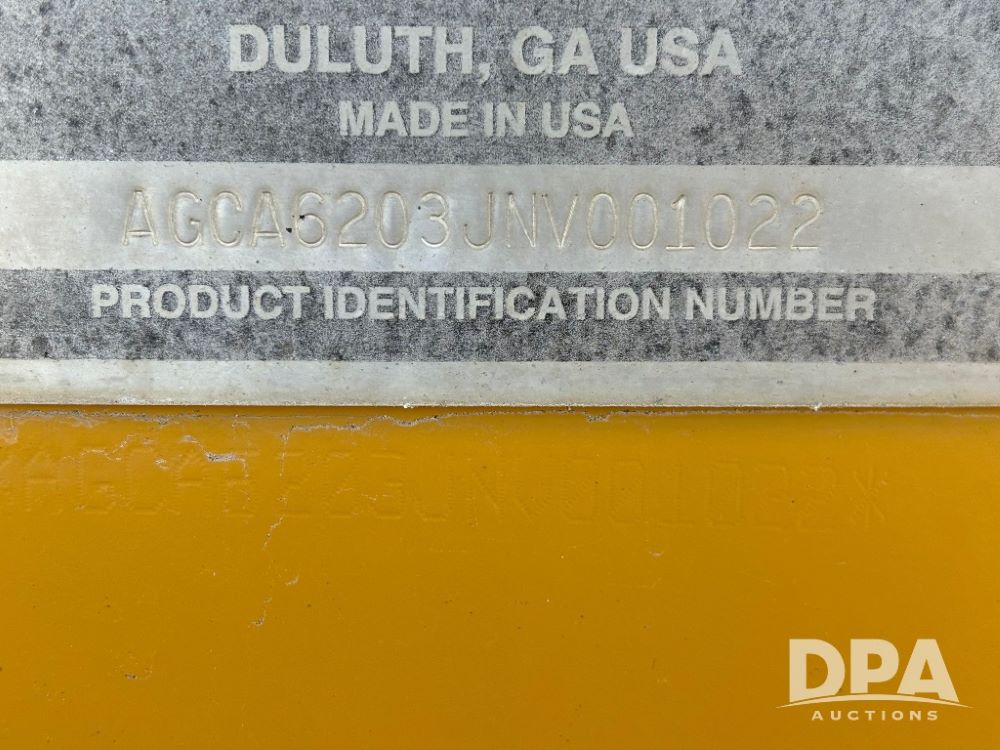 DULUTH, GA USA
MADE IN USA
AGCA6203JNV001022
PRODUCT IDENTIFICATION NUMBER
DPA
AUCTIONS